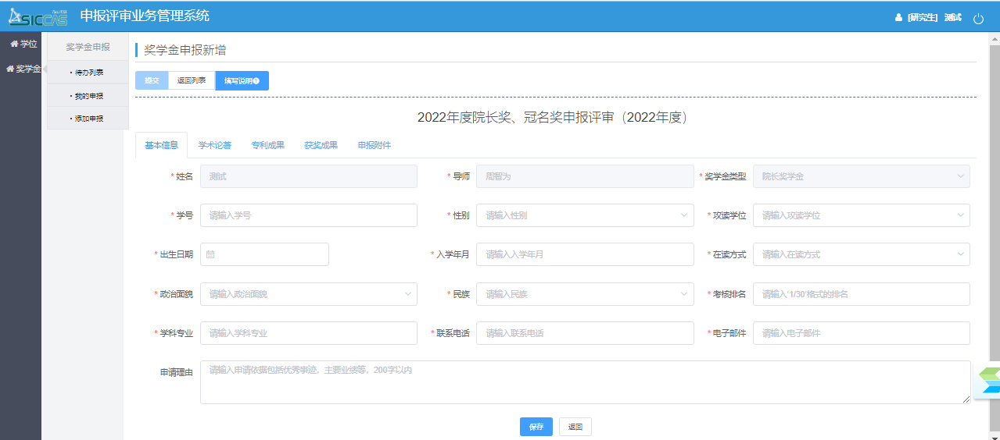 SICCAS 申报评审业务管理系统 [研究生] 测试
学位
奖学金
奖学金申报
· 待办列表
· 我的申报
· 添加申报
奖学金申报新增
提交 返回列表 填写说明
2022年度院长奖、冠名奖申报评审（2022年度）
基本信息 学术论著 专利成果 获奖成果 申报附件
* 姓名 测试 * 导师 周智为 * 奖学金类型 院长奖学金
* 学号 请输入学号 * 性别 请输入性别 * 攻读学位 请输入攻读学位
* 出生日期 * 入学年月 请输入入学年月 * 在读方式 请输入在读方式
* 政治面貌 请输入政治面貌 * 民族 请输入民族 * 考核排名 请输入'1/30'格式的排名
* 学科专业 请输入学科专业 * 联系电话 请输入联系电话 * 电子邮件 请输入电子邮件
申请理由 请输入申请依据包括优秀事迹，主要业绩等，200字以内
保存 返回